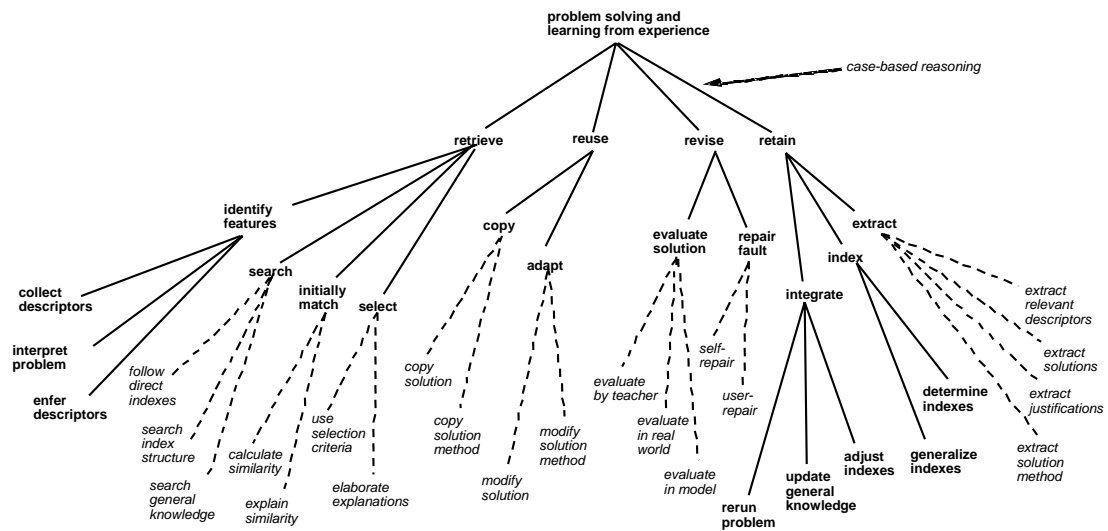 problem solving and
learning from experience
case-based reasoning
retrieve
reuse
revise
retain
identify
features
copy
evaluate
solution
repair
fault
extract
search
adapt
index
collect
descriptors
initially
match
select
integrate
extract
relevant
descriptors
interpret
problem
follow
direct
indexes
copy
solution
self-
repair
extract
solutions
enfer
descriptors
evaluate
by teacher
user-
repair
determine
indexes
extract
justifications
search
index
structure
use
selection
criteria
copy
solution
method
modify
solution
method
evaluate
in real
world
calculate
similarity
adjust
indexes
generalize
indexes
extract
solution
method
search
general
knowledge
explain
similarity
elaborate
explanations
modify
solution
evaluate
in model
update
general
knowledge
rerun
problem